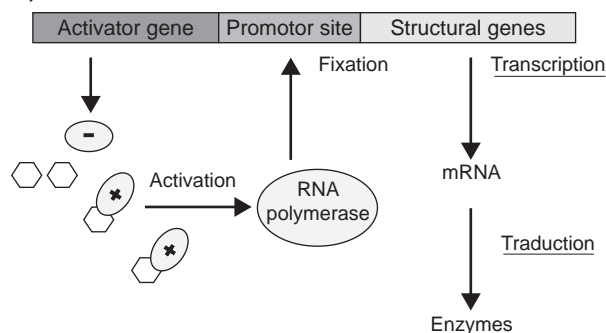 Activator gene Promotor site Structural genes
Fixation Transcription
-
mRNA
Activation
RNA
polymerase
+
+
Traduction
Enzymes